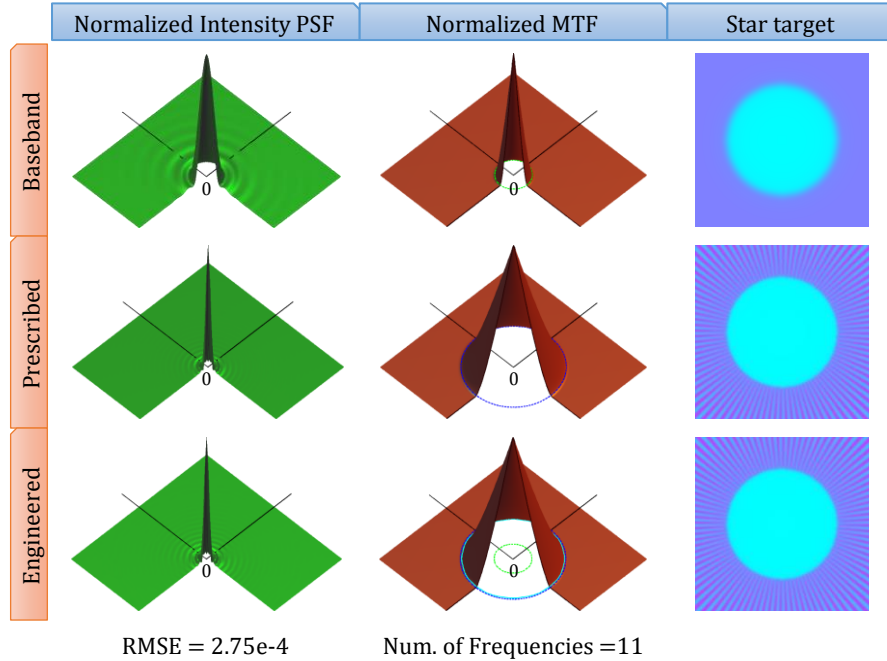 Normalized Intensity PSF
Normalized MTF
Star target
Baseband
0
0
Prescribed
0
0
Engineered
0
0
RMSE = 2.75e-4
Num. of Frequencies =11